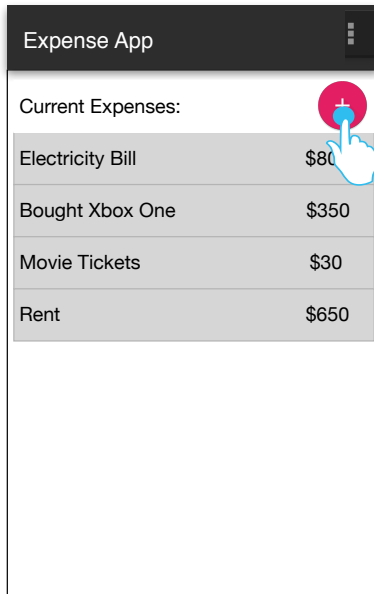 Expense App
Current Expenses:
Electricity Bill
Bought Xbox One $350
Movie Tickets $30
Rent $650